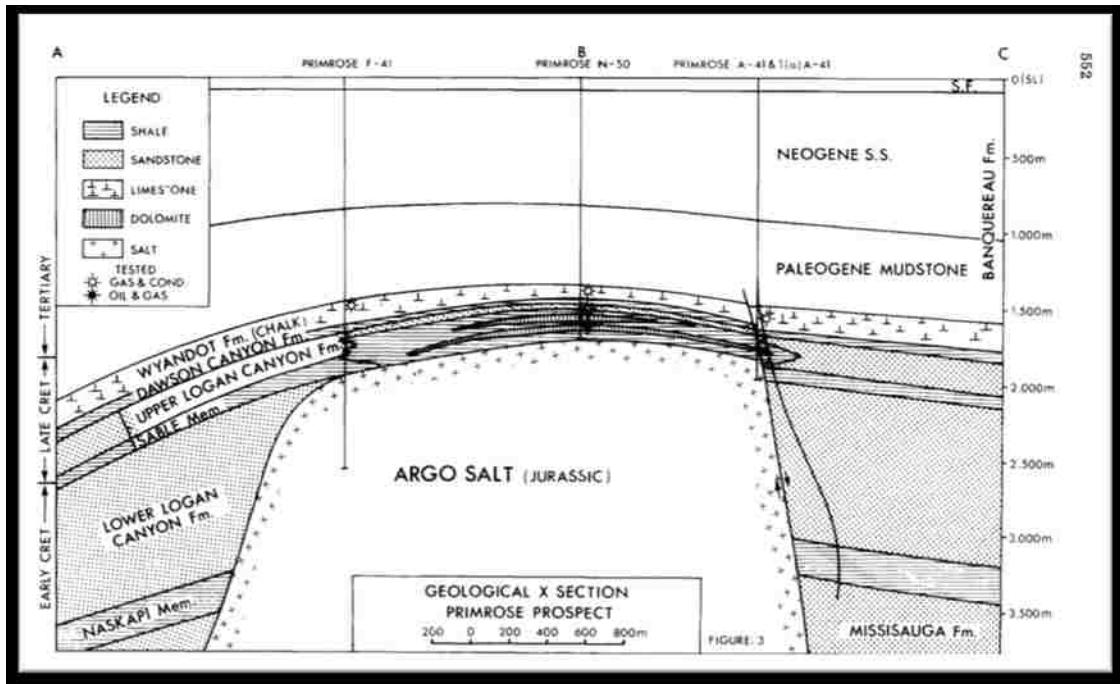 A
B
C
PRIMROSE F-41
PRIMROSE N-50
PRIMROSE A-41 & 1(a) A-41
552
LEGEND
SHALE
SANDSTONE
LIMESTONE
DOLOMITE
SALT
TESTED
GAS & COND
OIL & GAS
S.F.
0 (SL)
500m
1.000m
1.500m
2.000m
2.500m
3.000m
3.500m
BANQUEREAU Fm.
NEOGENE S.S.
PALEOGENE MUDSTONE
TERTIARY
LATE CRET
EARLY CRET
WYANDOT Fm. (CHALK)
DAWSON CANYON Fm.
UPPER LOGAN CANYON Fm.
SABLE Mem.
LOWER LOGAN
CANYON Fm.
NASKAPI Mem.
ARGO SALT (JURASSIC)
MISSISAUGA Fm.
GEOLOGICAL X SECTION
PRIMROSE PROSPECT
200 0 200 400 600 800m
FIGURE: 3